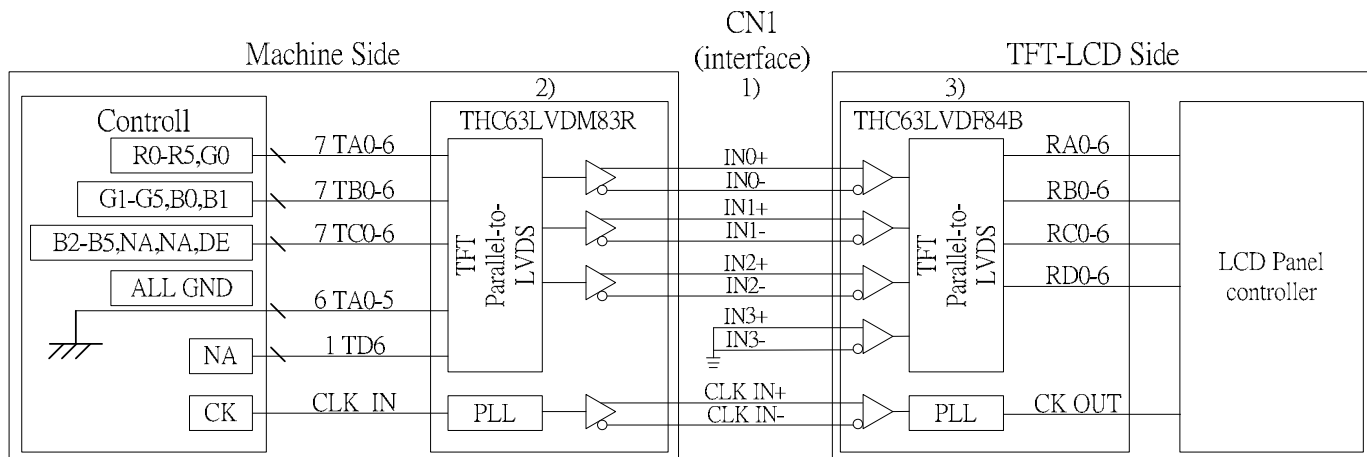 CN1
(interface)
1)
Machine Side
TFT-LCD Side
2)
3)
Controll
THC63LVDM83R
THC63LVDF84B
R0-R5,G0
7 TA0-6
G1-G5,B0,B1
7 TB0-6
B2-B5,NA,NA,DE
7 TC0-6
ALL GND
6 TA0-5
NA
1 TD6
CK
CLK IN
TFT
Parallel-to-
LVDS
PLL
IN0+
IN0-
IN1+
IN1-
IN2+
IN2-
IN3+
IN3-
CLK IN+
CLK IN-
TFT
Parallel-to-
LVDS
PLL
RA0-6
RB0-6
RC0-6
RD0-6
CK OUT
LCD Panel
controller